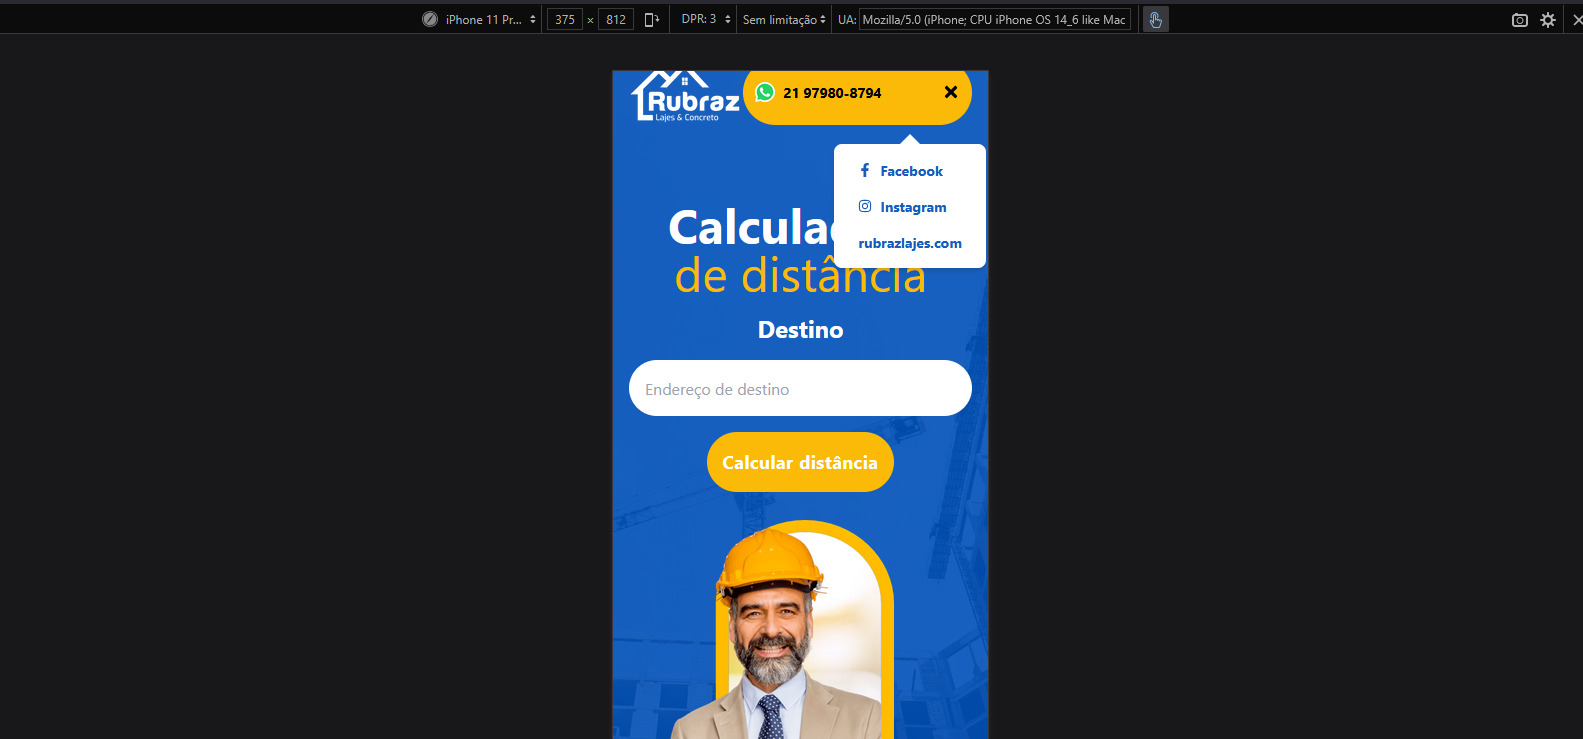 iPhone 11 Pr...
375 × 812
DPR: 3
Sem limitação
UA: Mozilla/5.0 (iPhone; CPU iPhone OS 14_6 like Mac
Rubraz
Lajes & Concreto
21 97980-8794
Facebook
Instagram
rubrazlajes.com
de distância
Destino
Endereço de destino
Calcular distância